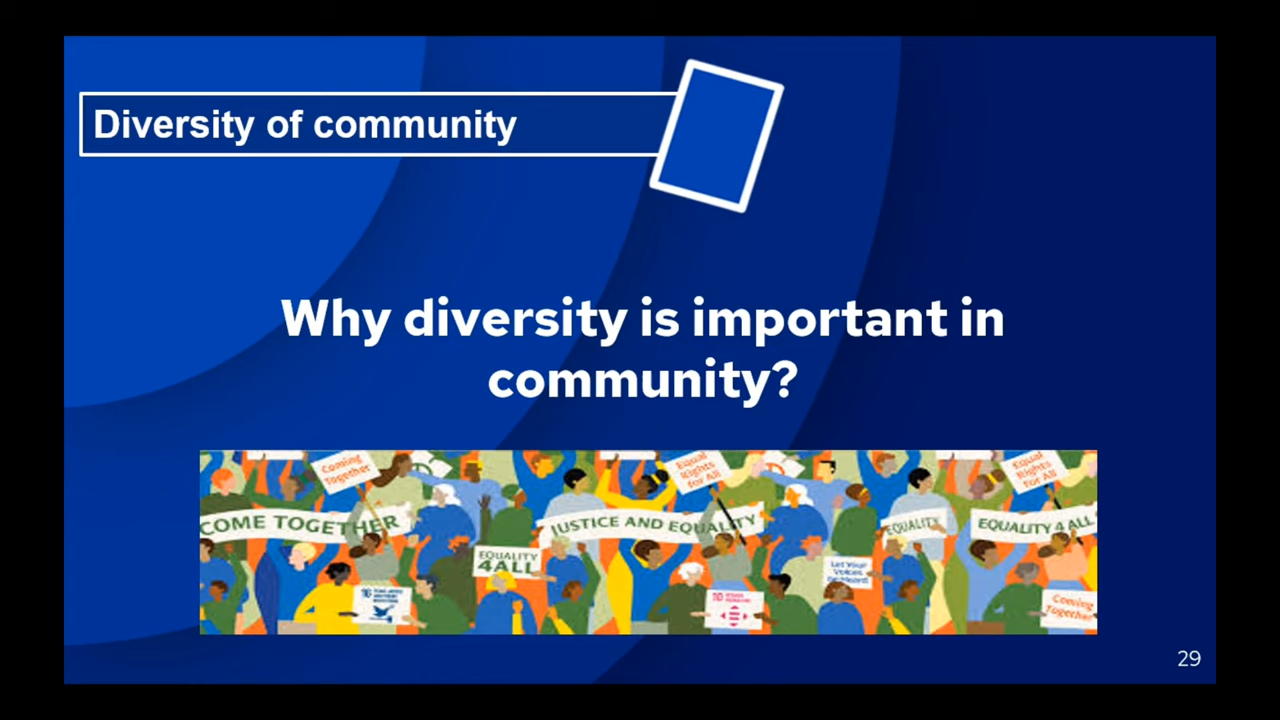 Diversity of community
Why diversity is important in
community?
Coming
Together
Equal
Rights
for All
Equal
Rights
for All
COME TOGETHER
JUSTICE AND EQUALITY
EQUALITY
EQUALITY 4 ALL
EQUALITY
4ALL
Let Your
Voices
be Heard!
Coming
Together
29